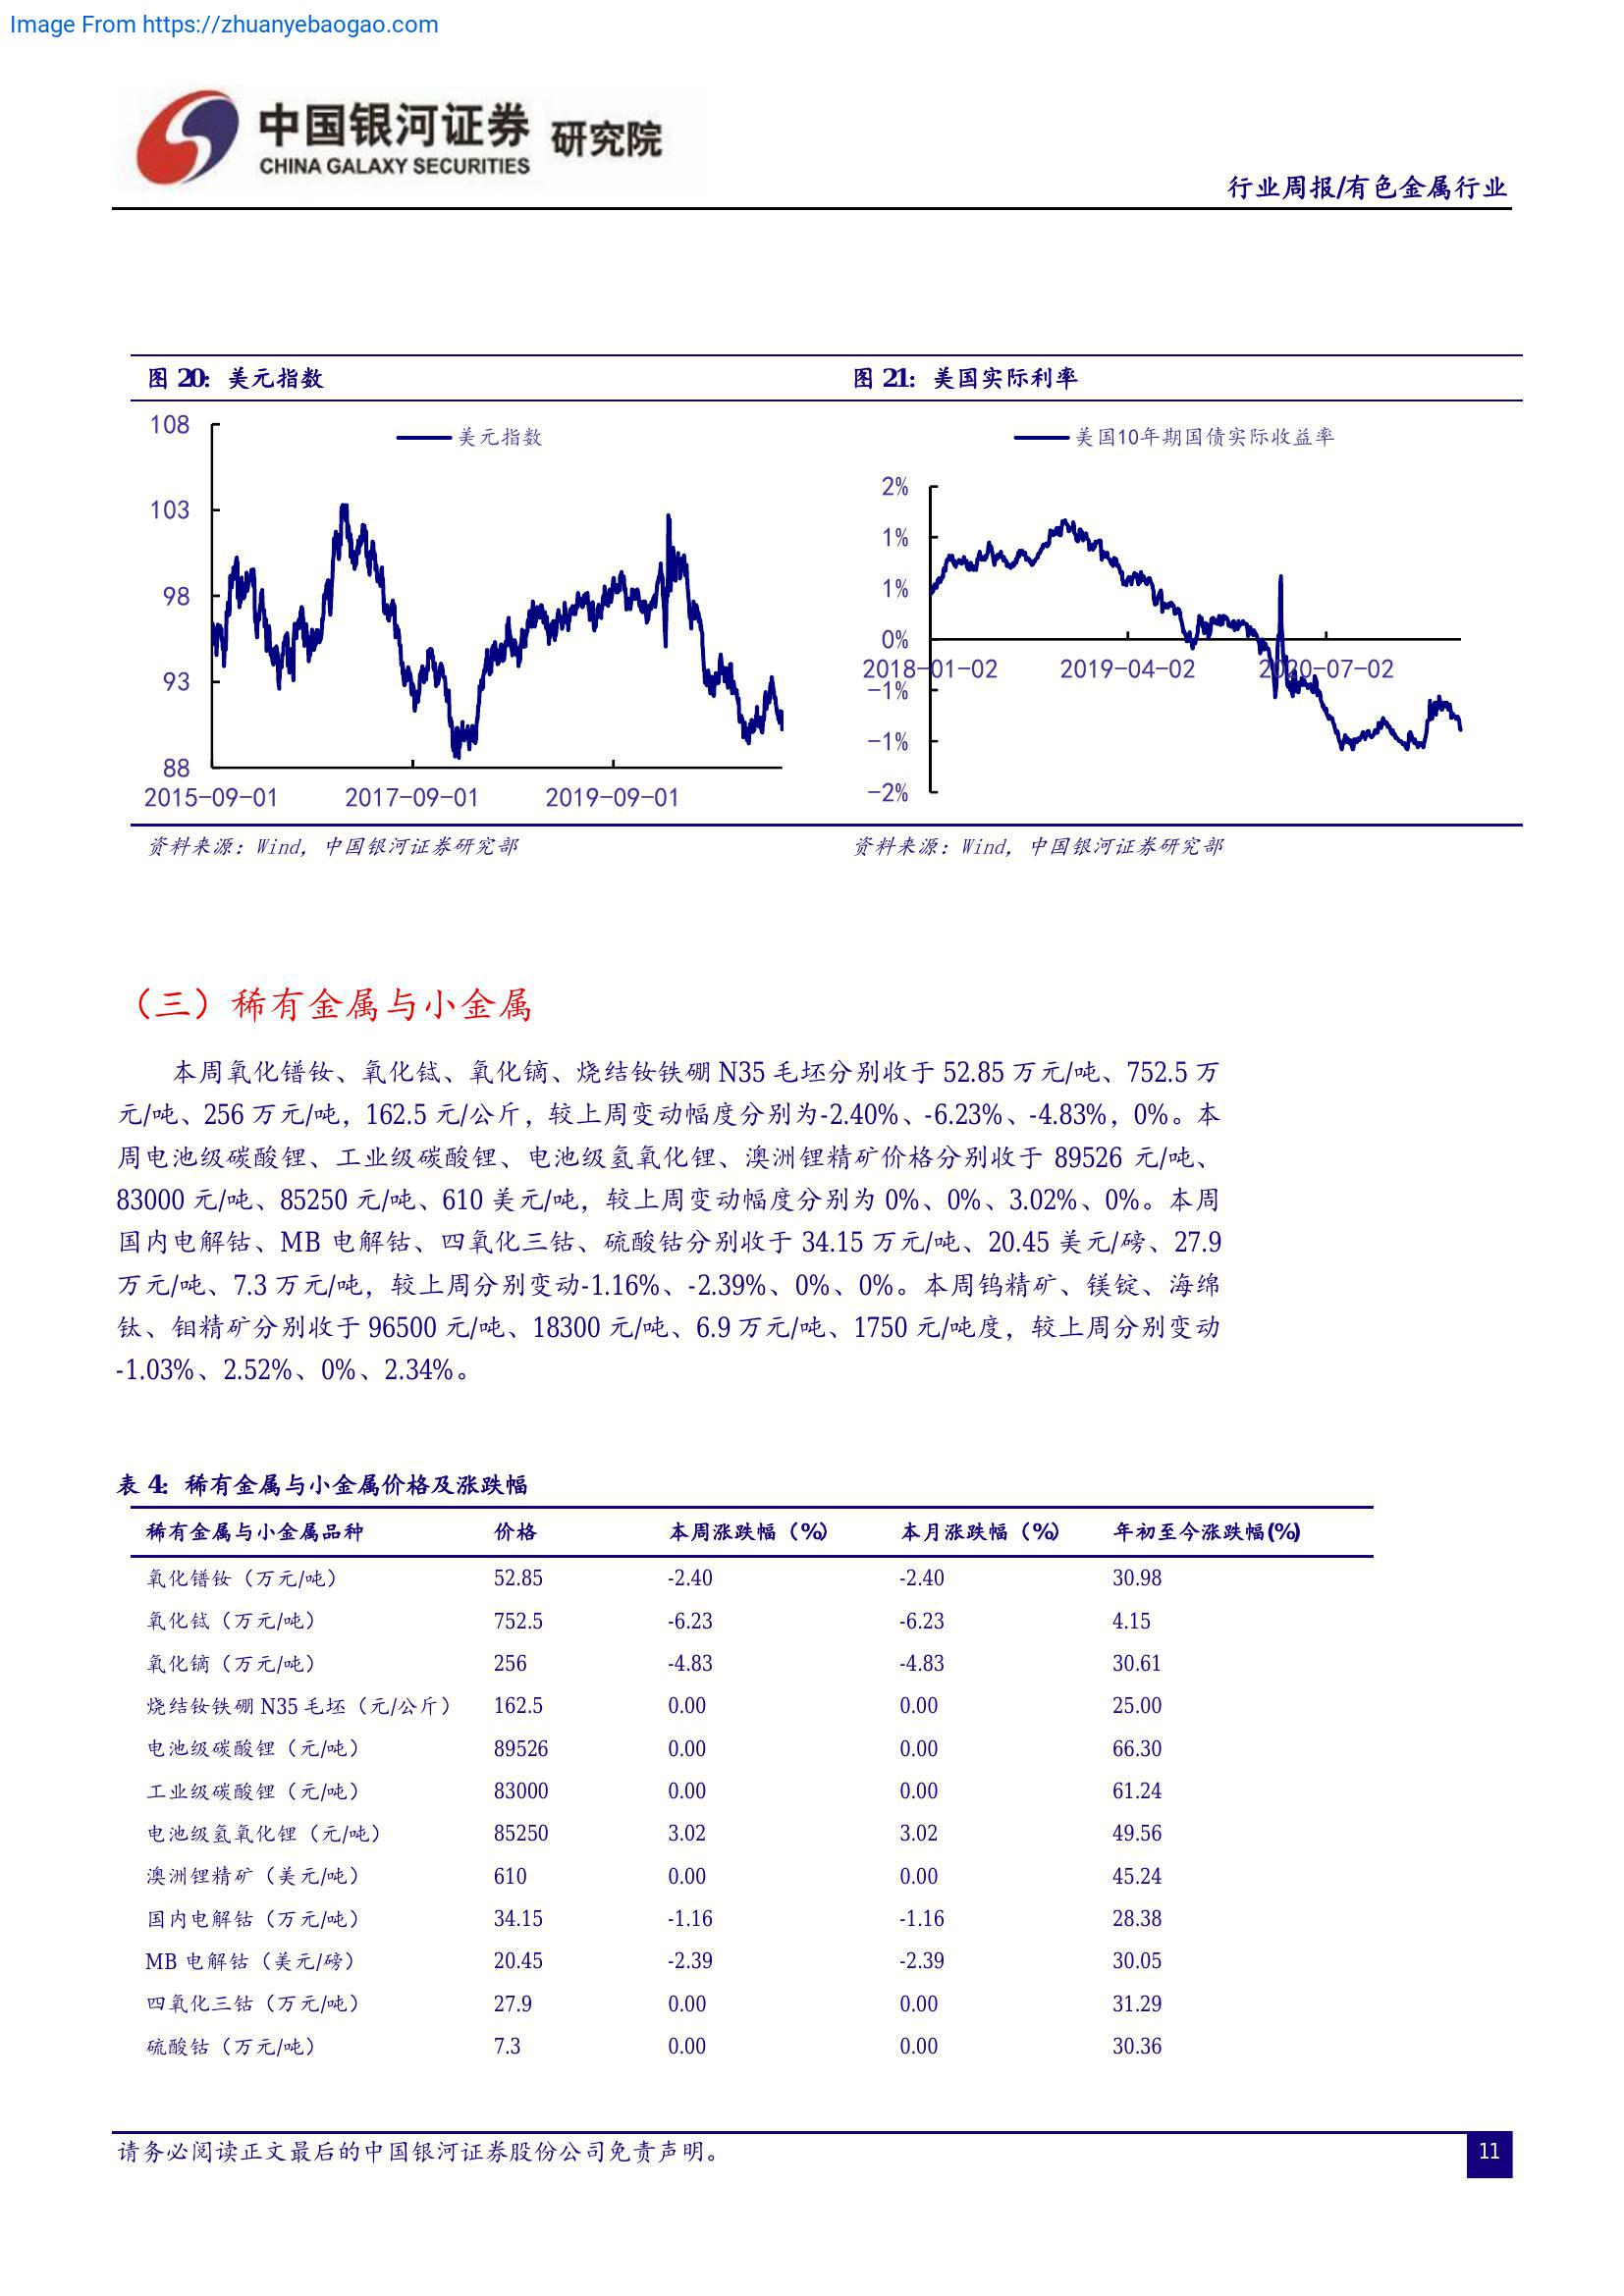 Image From https://zhuanyebaogao.com
中国银河证券 研究院
CHINA GALAXY SECURITIES
行业周报/有色金属行业
图 20: 美元指数
图 21: 美国实际利率
美元指数
108
103
98
93
88
2015-09-01 2017-09-01 2019-09-01
美国10年期国债实际收益率
2%
1%
1%
0%
2018-01-02 2019-04-02 2020-07-02
-1%
-1%
-2%
资料来源：Wind, 中国银河证券研究部
资料来源：Wind, 中国银河证券研究部
（三）稀有金属与小金属
本周氧化镨钕、氧化铽、氧化镝、烧结钕铁硼 N35 毛坯分别收于 52.85 万元/吨、752.5 万
元/吨、256 万元/吨，162.5 元/公斤，较上周变动幅度分别为-2.40%、-6.23%、-4.83%，0%。本
周电池级碳酸锂、工业级碳酸锂、电池级氢氧化锂、澳洲锂精矿价格分别收于 89526 元/吨、
83000 元/吨、85250 元/吨、610 美元/吨，较上周变动幅度分别为 0%、0%、3.02%、0%。本周
国内电解钴、MB 电解钴、四氧化三钴、硫酸钴分别收于 34.15 万元/吨、20.45 美元/磅、27.9
万元/吨、7.3 万元/吨，较上周分别变动-1.16%、-2.39%、0%、0%。本周钨精矿、镁锭、海绵
钛、钼精矿分别收于 96500 元/吨、18300 元/吨、6.9 万元/吨、1750 元/吨度，较上周分别变动
-1.03%、2.52%、0%、2.34%。
表 4: 稀有金属与小金属价格及涨跌幅
稀有金属与小金属品种 价格 本周涨跌幅（%） 本月涨跌幅（%） 年初至今涨跌幅(%)
氧化镨钕（万元/吨） 52.85 -2.40 -2.40 30.98
氧化铽（万元/吨） 752.5 -6.23 -6.23 4.15
氧化镝（万元/吨） 256 -4.83 -4.83 30.61
烧结钕铁硼 N35 毛坯（元/公斤） 162.5 0.00 0.00 25.00
电池级碳酸锂（元/吨） 89526 0.00 0.00 66.30
工业级碳酸锂（元/吨） 83000 0.00 0.00 61.24
电池级氢氧化锂（元/吨） 85250 3.02 3.02 49.56
澳洲锂精矿（美元/吨） 610 0.00 0.00 45.24
国内电解钴（万元/吨） 34.15 -1.16 -1.16 28.38
MB 电解钴（美元/磅） 20.45 -2.39 -2.39 30.05
四氧化三钴（万元/吨） 27.9 0.00 0.00 31.29
硫酸钴（万元/吨） 7.3 0.00 0.00 30.36
请务必阅读正文最后的中国银河证券股份公司免责声明。
11